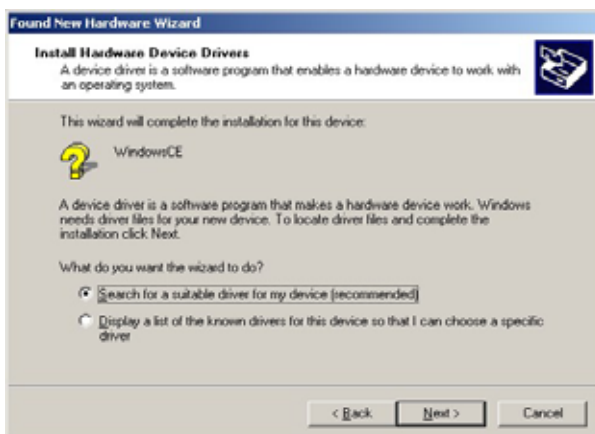 Found New Hardware Wizard
Install Hardware Device Drivers
A device driver is a software program that enables a hardware device to work with
an operating system.
This wizard will complete the installation for this device:
WindowsCE
A device driver is a software program that makes a hardware device work. Windows
needs driver files for your new device. To locate driver files and complete the
installation click Next.
What do you want the wizard to do?
Search for a suitable driver for my device (recommended)
Display a list of the known drivers for this device so that I can choose a specific
driver
< Back
Next >
Cancel